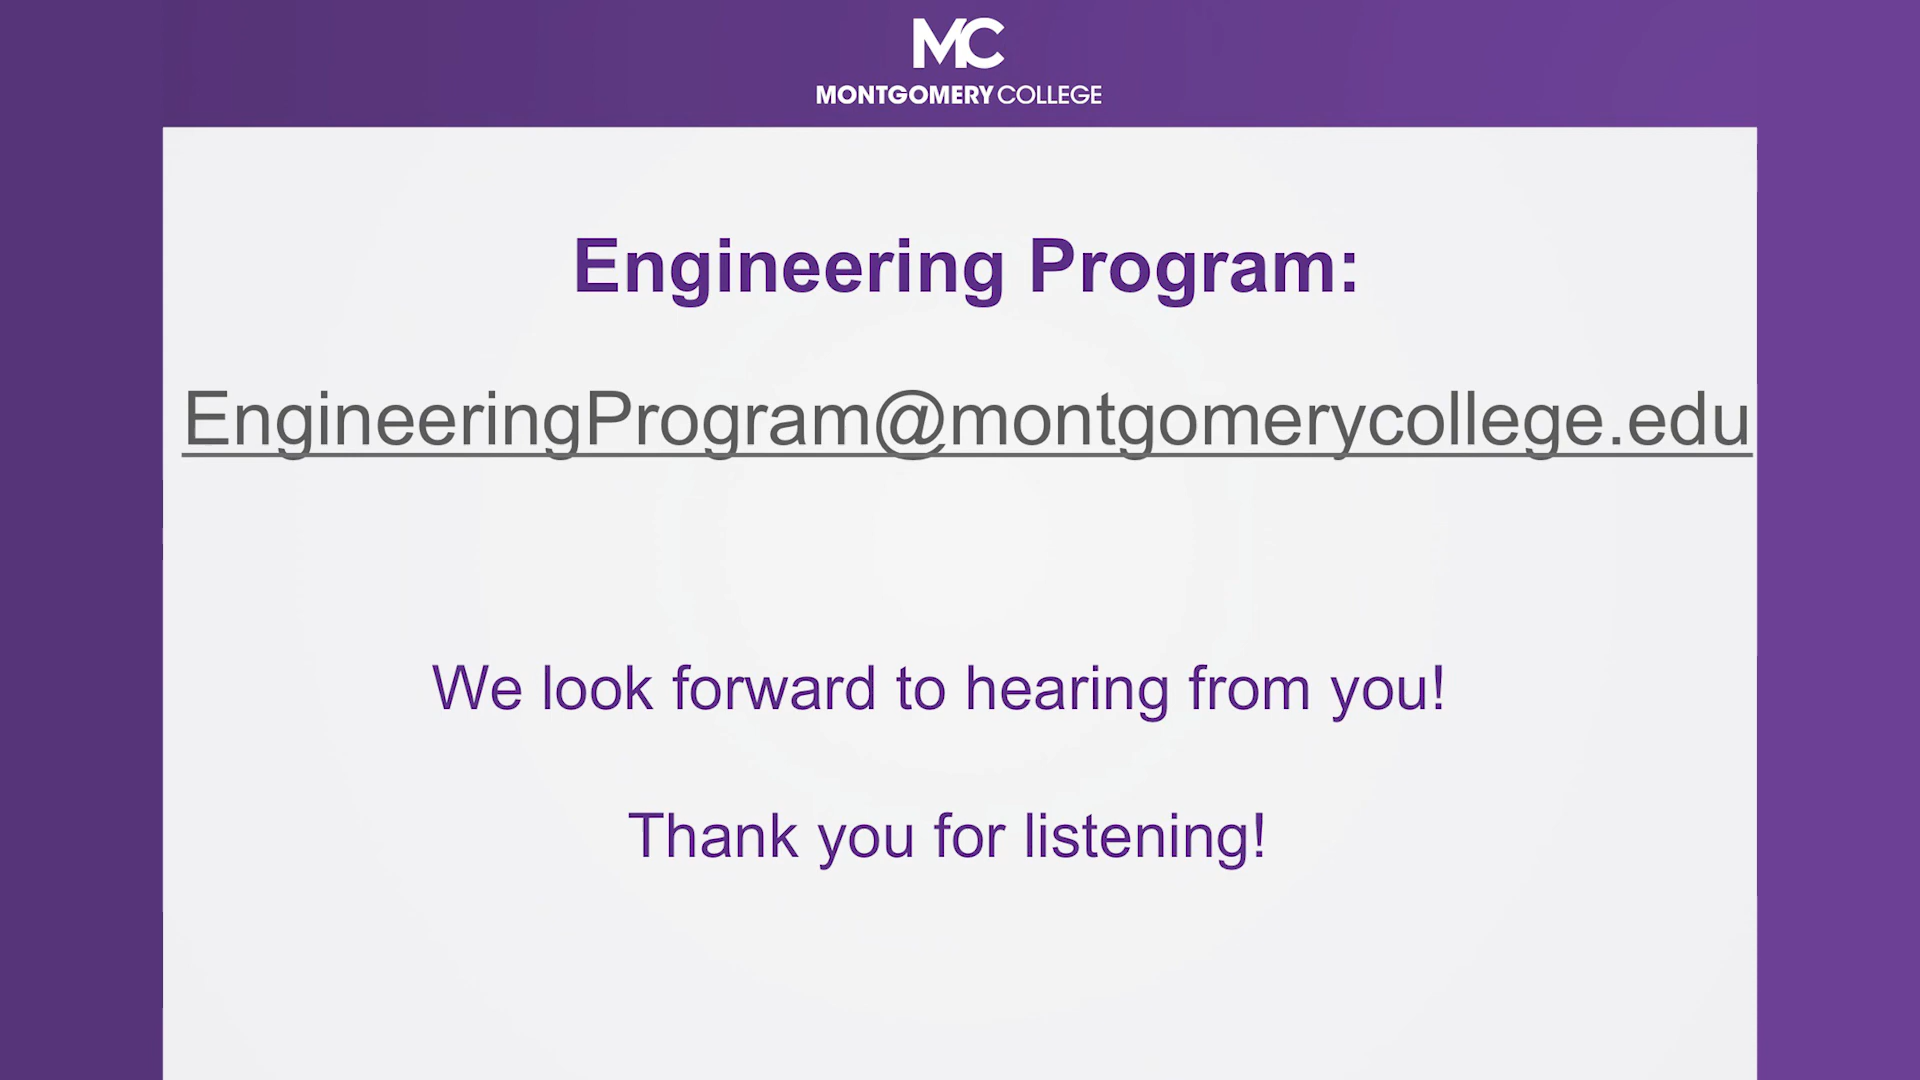 MC
MONTGOMERY COLLEGE
Engineering Program:
EngineeringProgram@montgomerycollege.edu
We look forward to hearing from you!
Thank you for listening!